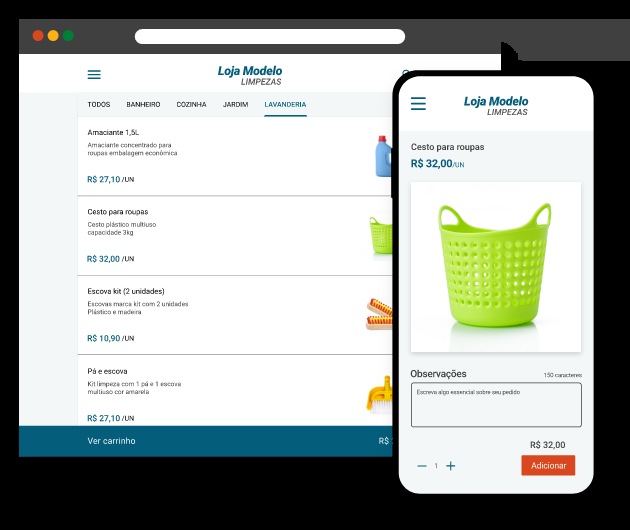 Loja Modelo
LIMPEZAS
TODOS BANHEIRO COZINHA JARDIM LAVANDERIA
Amaciante 1,5L
Amaciante concentrado para
roupas embalagem econômica
R$ 27,10 /UN
Cesto para roupas
Cesto plástico multiuso
capacidade 3kg
R$ 32,00 /UN
Escova kit (2 unidades)
Escovas marca kit com 2 unidades
Plástico e madeira
R$ 10,90 /UN
Pá e escova
Kit limpeza com 1 pá e 1 escova
multiuso cor amarela
R$ 27,10 /UN
Ver carrinho R$
Loja Modelo
LIMPEZAS
Cesto para roupas
R$ 32,00/UN
Observações 150 caracteres
Escreva algo essencial sobre seu pedido
R$ 32,00
1 Adicionar